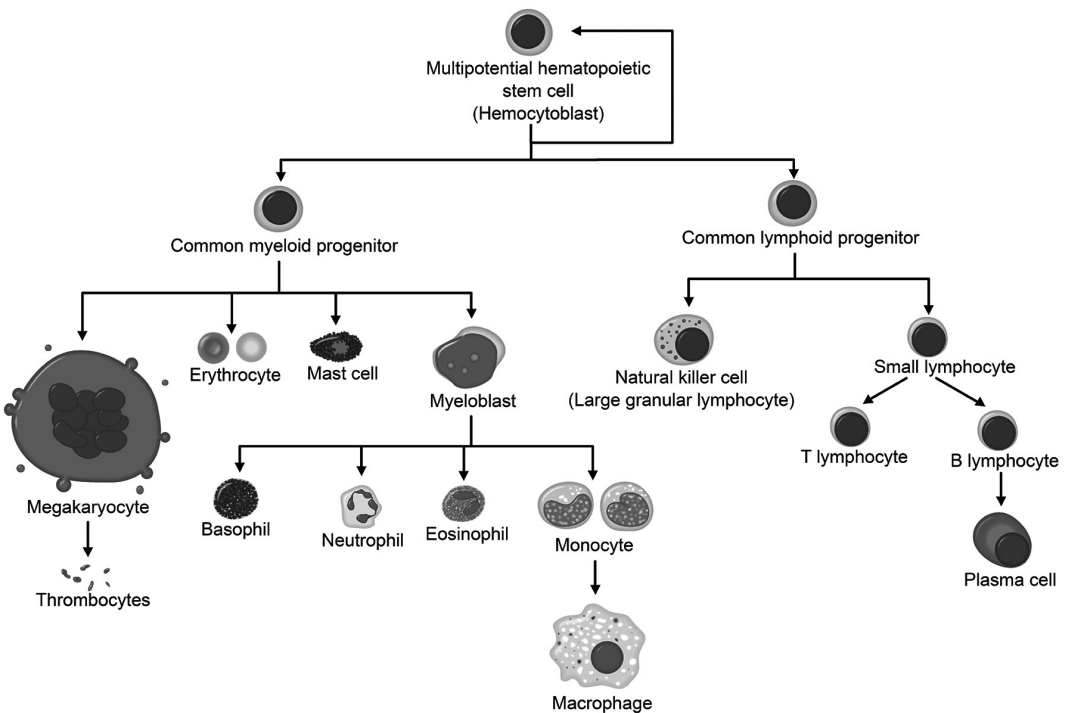 Multipotential hematopoietic
stem cell
(Hemocytoblast)
Common myeloid progenitor
Common lymphoid progenitor
Erythrocyte
Mast cell
Myeloblast
Natural killer cell
(Large granular lymphocyte)
Small lymphocyte
T lymphocyte
B lymphocyte
Megakaryocyte
Basophil
Neutrophil
Eosinophil
Monocyte
Plasma cell
Thrombocytes
Macrophage